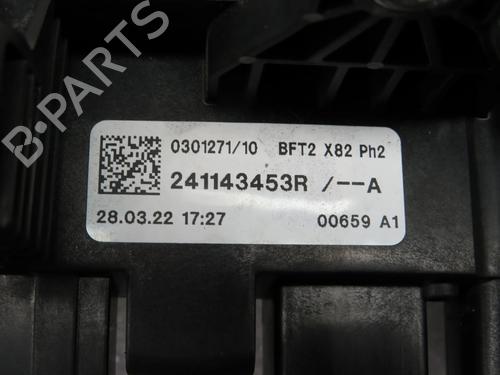 B-PARTS
0301271/10 BFT2 X82 Ph2
241143453R /--A
28.03.22 17:27 00659 A1